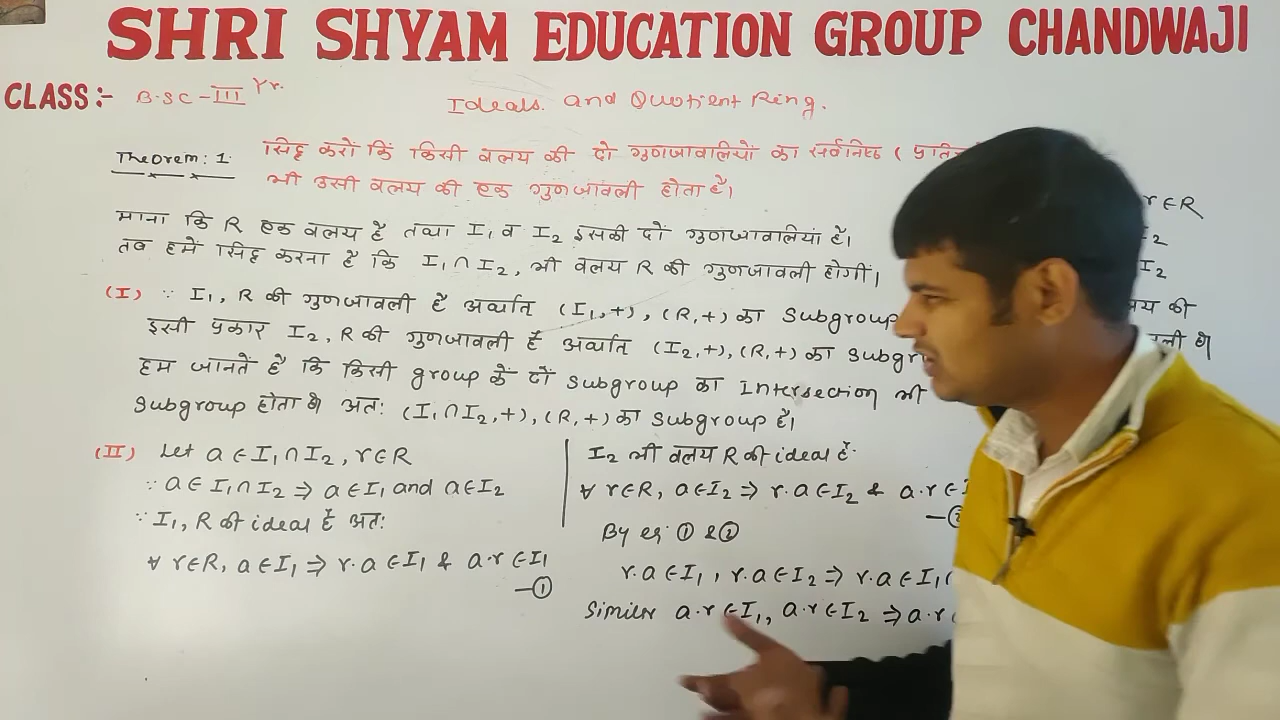 SHRI SHYAM EDUCATION GROUP CHANDWAJI
CLASS:- B.SC-III Yr.
Ideals and Quotient Ring.
Theorem: 1. सिद्ध करों किं किसी वलय की दो गुणजावालियों का सर्वनिष्ठ (
भी उसी वलय की एक गुणजावली होता है।
माना कि R एक वलय है तथा I₁ व I₂ इसकी दों गुणजावालियां है।
तब हमें सिद्ध करना है कि I₁∩I₂, भी वलय R की गुणजावली होगीं।
(I) ∵ I₁, R की गुणजावली है अर्थात (I₁,+), (R,+) का Subgroup
इसी प्रकार I₂, R की गुणजावली है अर्थात (I₂,+), (R,+) का Subgr
हम जानतें है कि किसी group कें दों Subgroup का Intersection भी
Subgroup होता है अतः (I₁∩I₂,+), (R,+) का Subgroup है।
(II) Let a∈I₁∩I₂, r∈R
∵ a∈I₁∩I₂ ⇒ a∈I₁ and a∈I₂
∵ I₁, R की ideal है अतः
∀ r∈R, a∈I₁ ⇒ r.a∈I₁ & a.r∈I₁
—①
I₂ भी वलय R की ideal है.
∀ r∈R, a∈I₂ ⇒ r.a∈I₂ & a.r∈I
—②
By eq ① & ②
r.a∈I₁, r.a∈I₂ ⇒ r.a∈I₁∩
Similer a.r∈I₁, a.r∈I₂ ⇒ a.r∈
r∈R
I₂
I₂
की